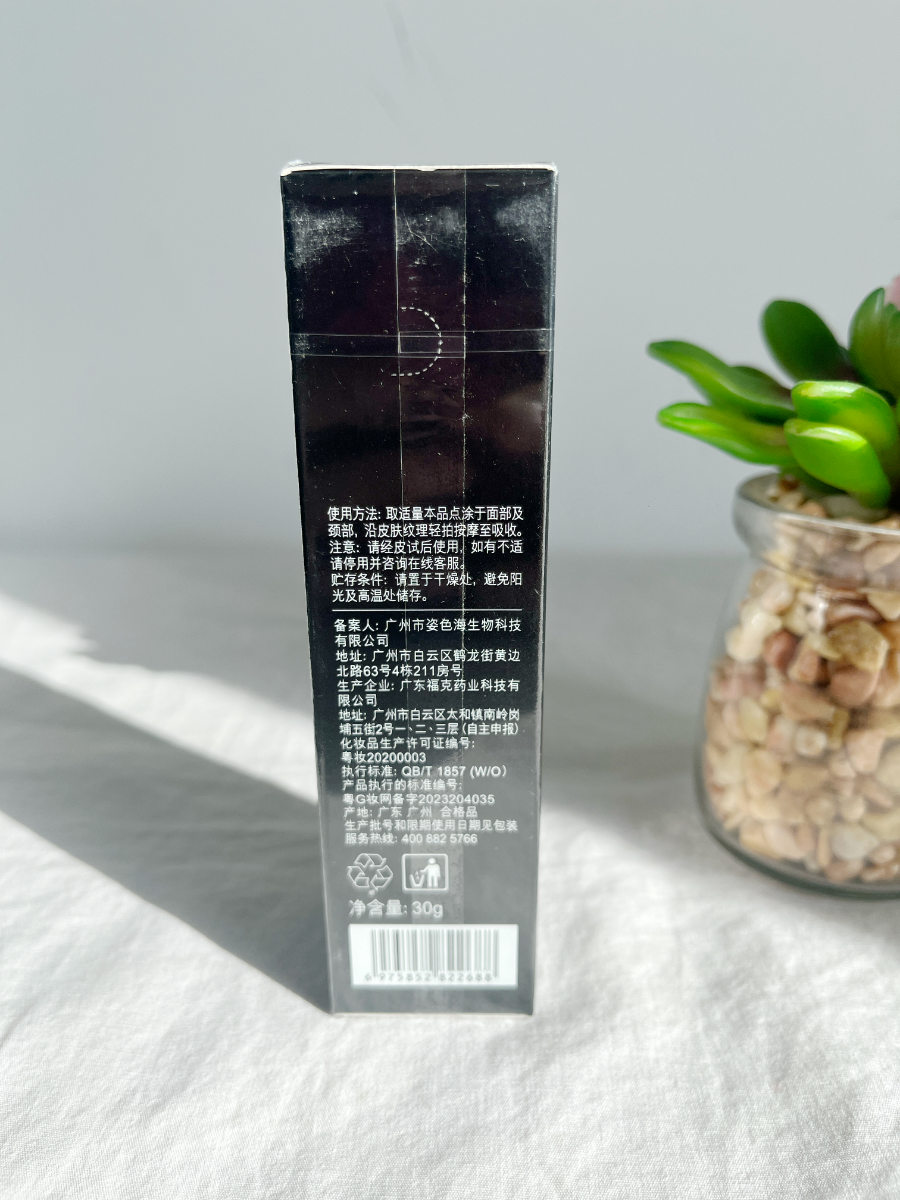 使用方法: 取适量本品点涂于面部及
颈部, 沿皮肤纹理轻拍按摩至吸收。
注意: 请经皮试后使用, 如有不适
请停用并咨询在线客服。
贮存条件: 请置于干燥处, 避免阳
光及高温处储存。
备案人: 广州市姿色海生物科技
有限公司
地址: 广州市白云区鹤龙街黄边
北路63号4栋211房号
生产企业: 广东福克药业科技有
限公司
地址: 广州市白云区太和镇南岭岗
埔五街2号一、二、三层(自主申报)
化妆品生产许可证编号:
粤妆20200003
执行标准: QB/T 1857 (W/O)
产品执行的标准编号:
粤G妆网备字2023204035
产地: 广东 广州 合格品
生产批号和限期使用日期见包装
服务热线: 400 882 5766
净含量: 30g
6 975852 822688